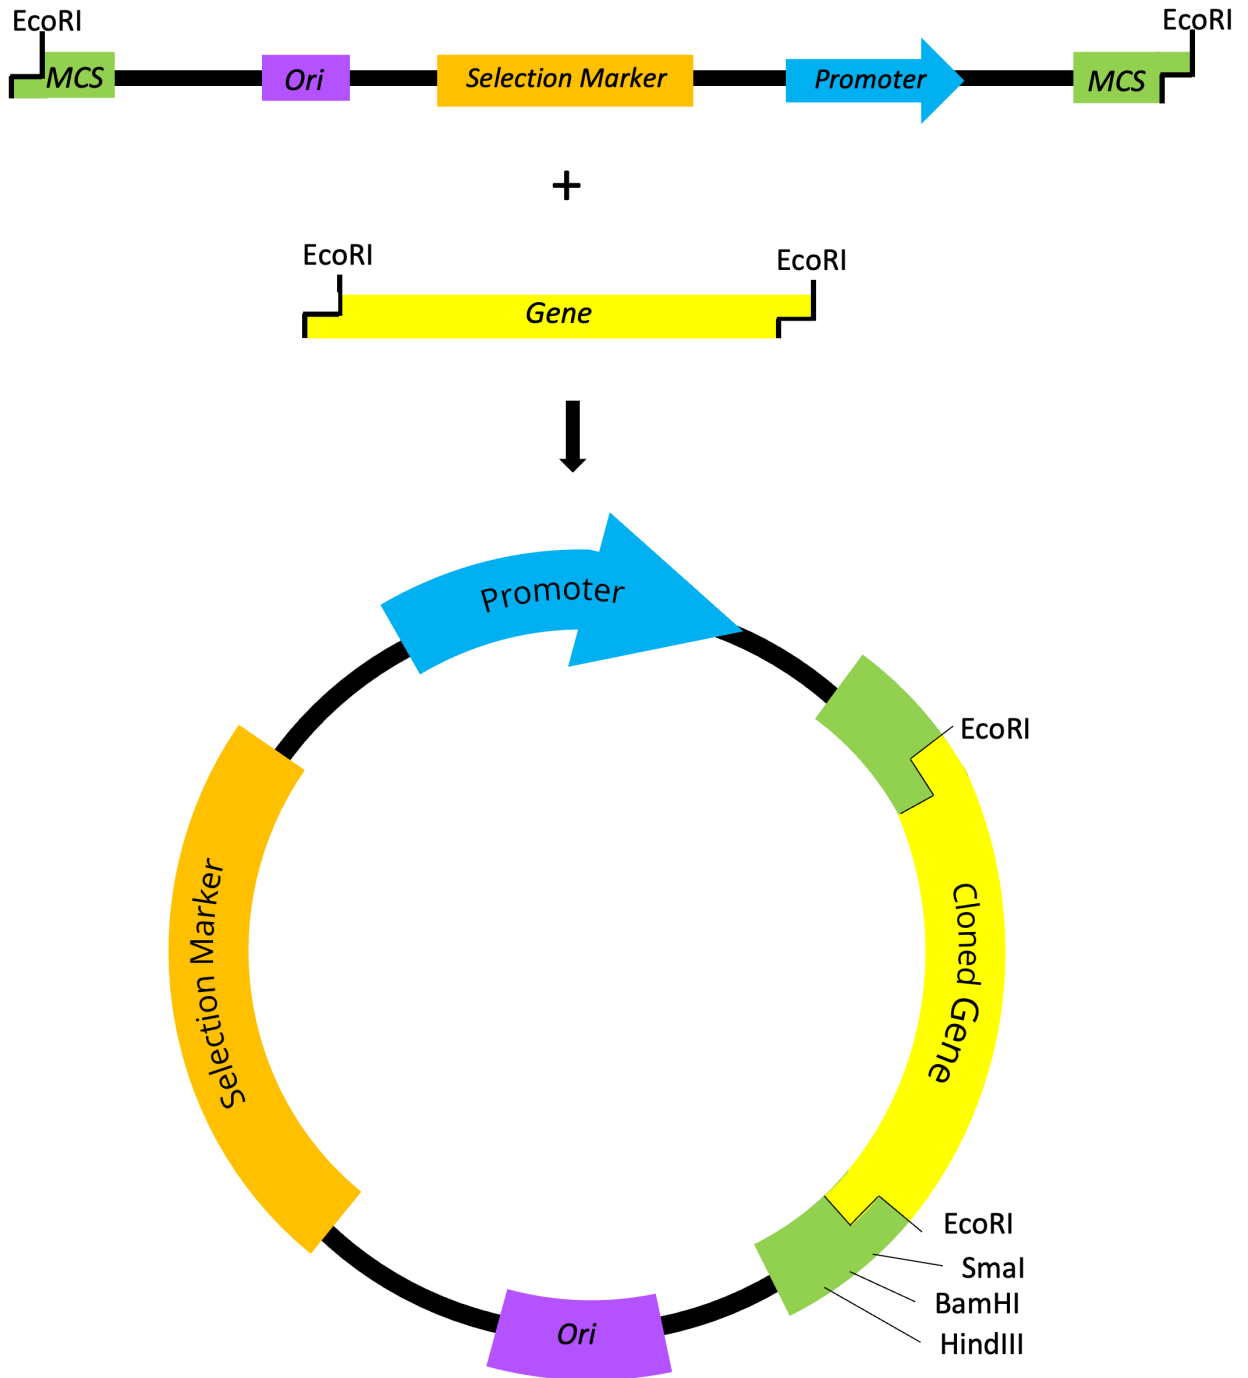 EcoRI
EcoRI
MCS
Ori
Selection Marker
Promoter
MCS
+
EcoRI
EcoRI
Gene
Promoter
EcoRI
Selection Marker
Cloned Gene
EcoRI
SmaI
BamHI
HindIII
Ori